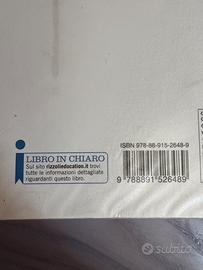 ISBN 978-88-915-2648-9
LIBRO IN CHIARO
Sul sito rizzolieducation.it trovi
tutte le informazioni dettagliate
riguardanti questo libro.
9 788891 526489
subito